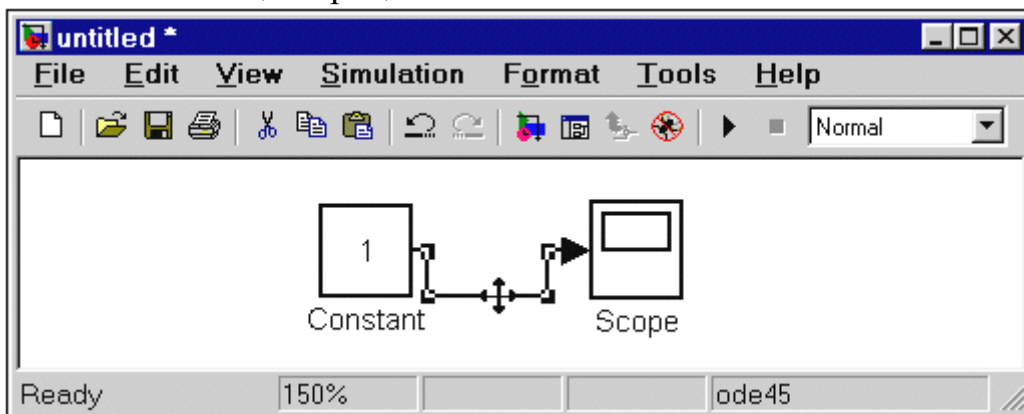 untitled *
File Edit View Simulation Format Tools Help
Normal
1
Constant Scope
Ready 150% ode45